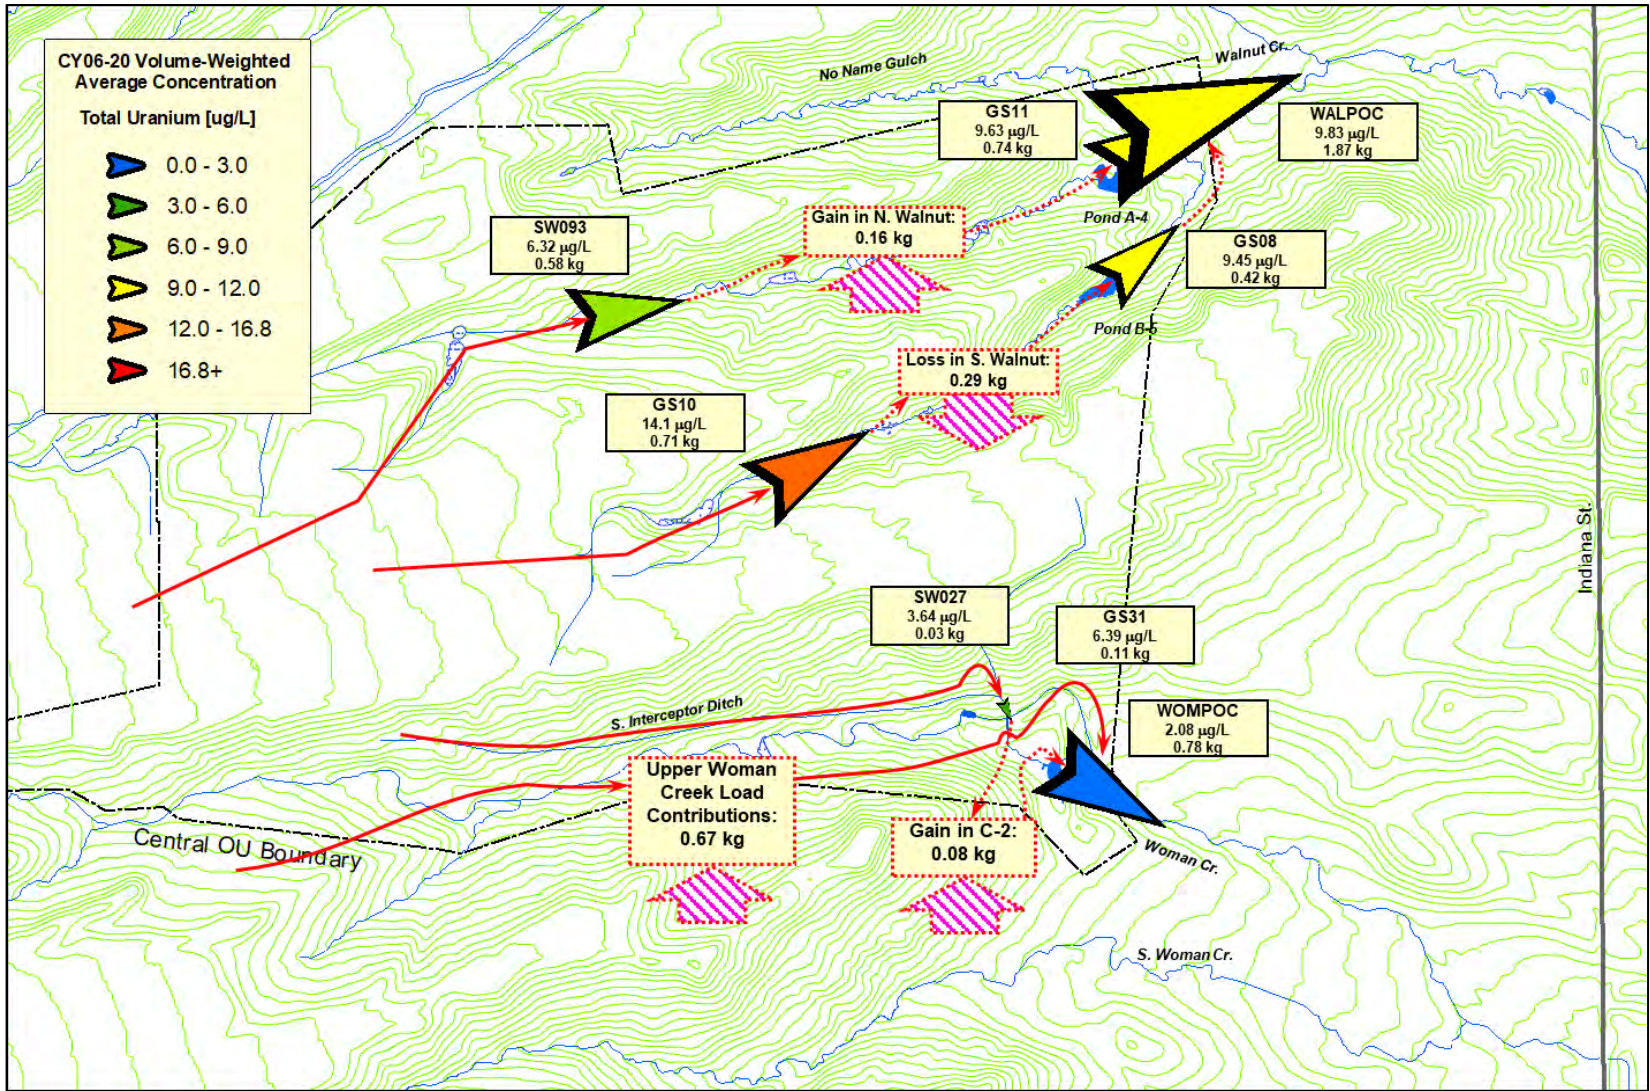 CY06-20 Volume-Weighted
Average Concentration
Total Uranium [ug/L]
0.0 - 3.0
3.0 - 6.0
6.0 - 9.0
9.0 - 12.0
12.0 - 16.8
16.8+
No Name Gulch
Walnut Cr.
GS11
9.63 µg/L
0.74 kg
WALPOC
9.83 µg/L
1.87 kg
Pond A-4
SW093
6.32 µg/L
0.58 kg
Gain in N. Walnut:
0.16 kg
GS08
9.45 µg/L
0.42 kg
Pond B-5
Loss in S. Walnut:
0.29 kg
GS10
14.1 µg/L
0.71 kg
Indiana St.
SW027
3.64 µg/L
0.03 kg
GS31
6.39 µg/L
0.11 kg
S. Interceptor Ditch
WOMPOC
2.08 µg/L
0.78 kg
Upper Woman
Creek Load
Contributions:
0.67 kg
Gain in C-2:
0.08 kg
Central OU Boundary
Woman Cr.
S. Woman Cr.